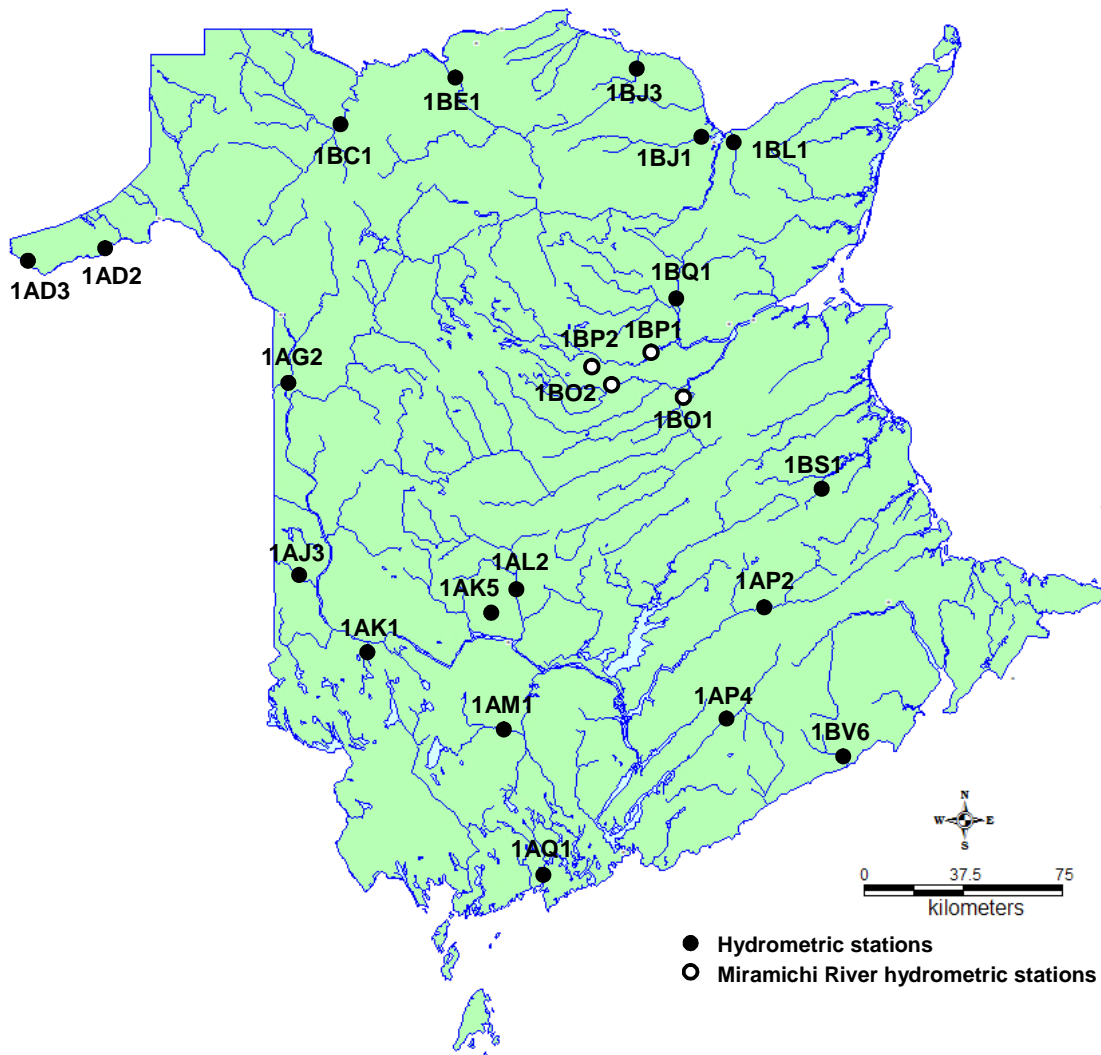 1BE1
1BJ3
1BC1
1BJ1
1BL1
1AD3
1AD2
1BQ1
1BP1
1BP2
1AG2
1BO2
1BO1
1BS1
1AJ3
1AL2
1AK5
1AP2
1AK1
1AM1
1AP4
1BV6
N
W E
S
1AQ1
0 37.5 75
kilometers
Hydrometric stations
Miramichi River hydrometric stations